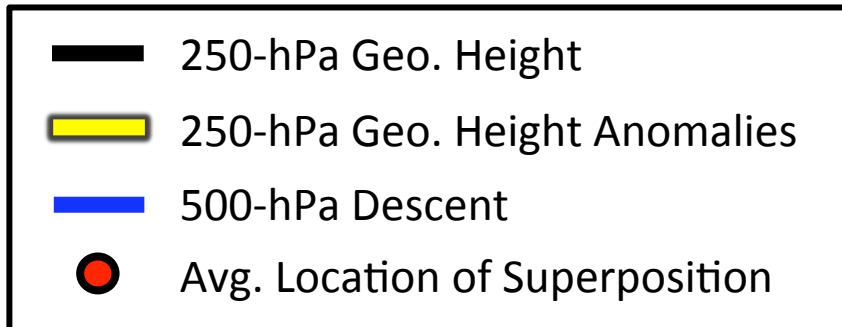 250-hPa Geo. Height
250-hPa Geo. Height Anomalies
500-hPa Descent
Avg. Location of Superposition